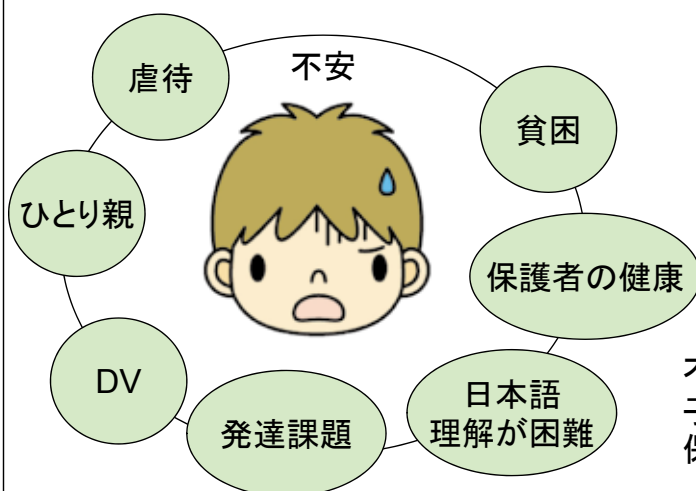 不安
虐待
貧困
ひとり親
保護者の健康
DV
日本語
理解が困難
発達課題